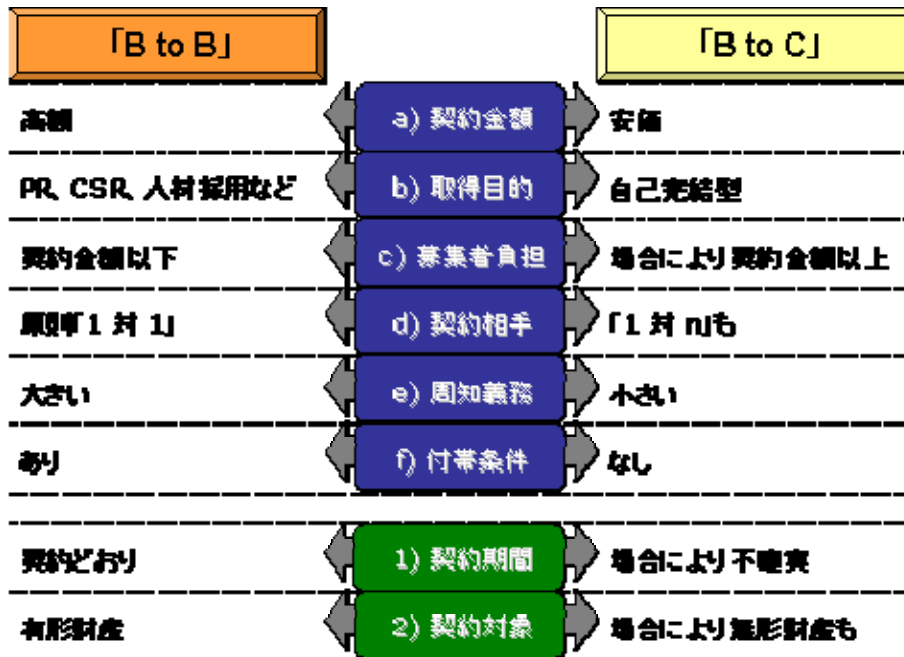 「B to B」 「B to C」
高額 a) 契約金額 安価
PR、CSR、人材採用など b) 取得目的 自己完結型
契約金額以下 c) 募集者負担 場合により契約金額以上
原則「1 対 1」 d) 契約相手 「1 対 n」も
大きい e) 周知義務 小さい
あり f) 付帯条件 なし
契約どおり 1) 契約期間 場合により不確実
有形財産 2) 契約対象 場合により無形財産も